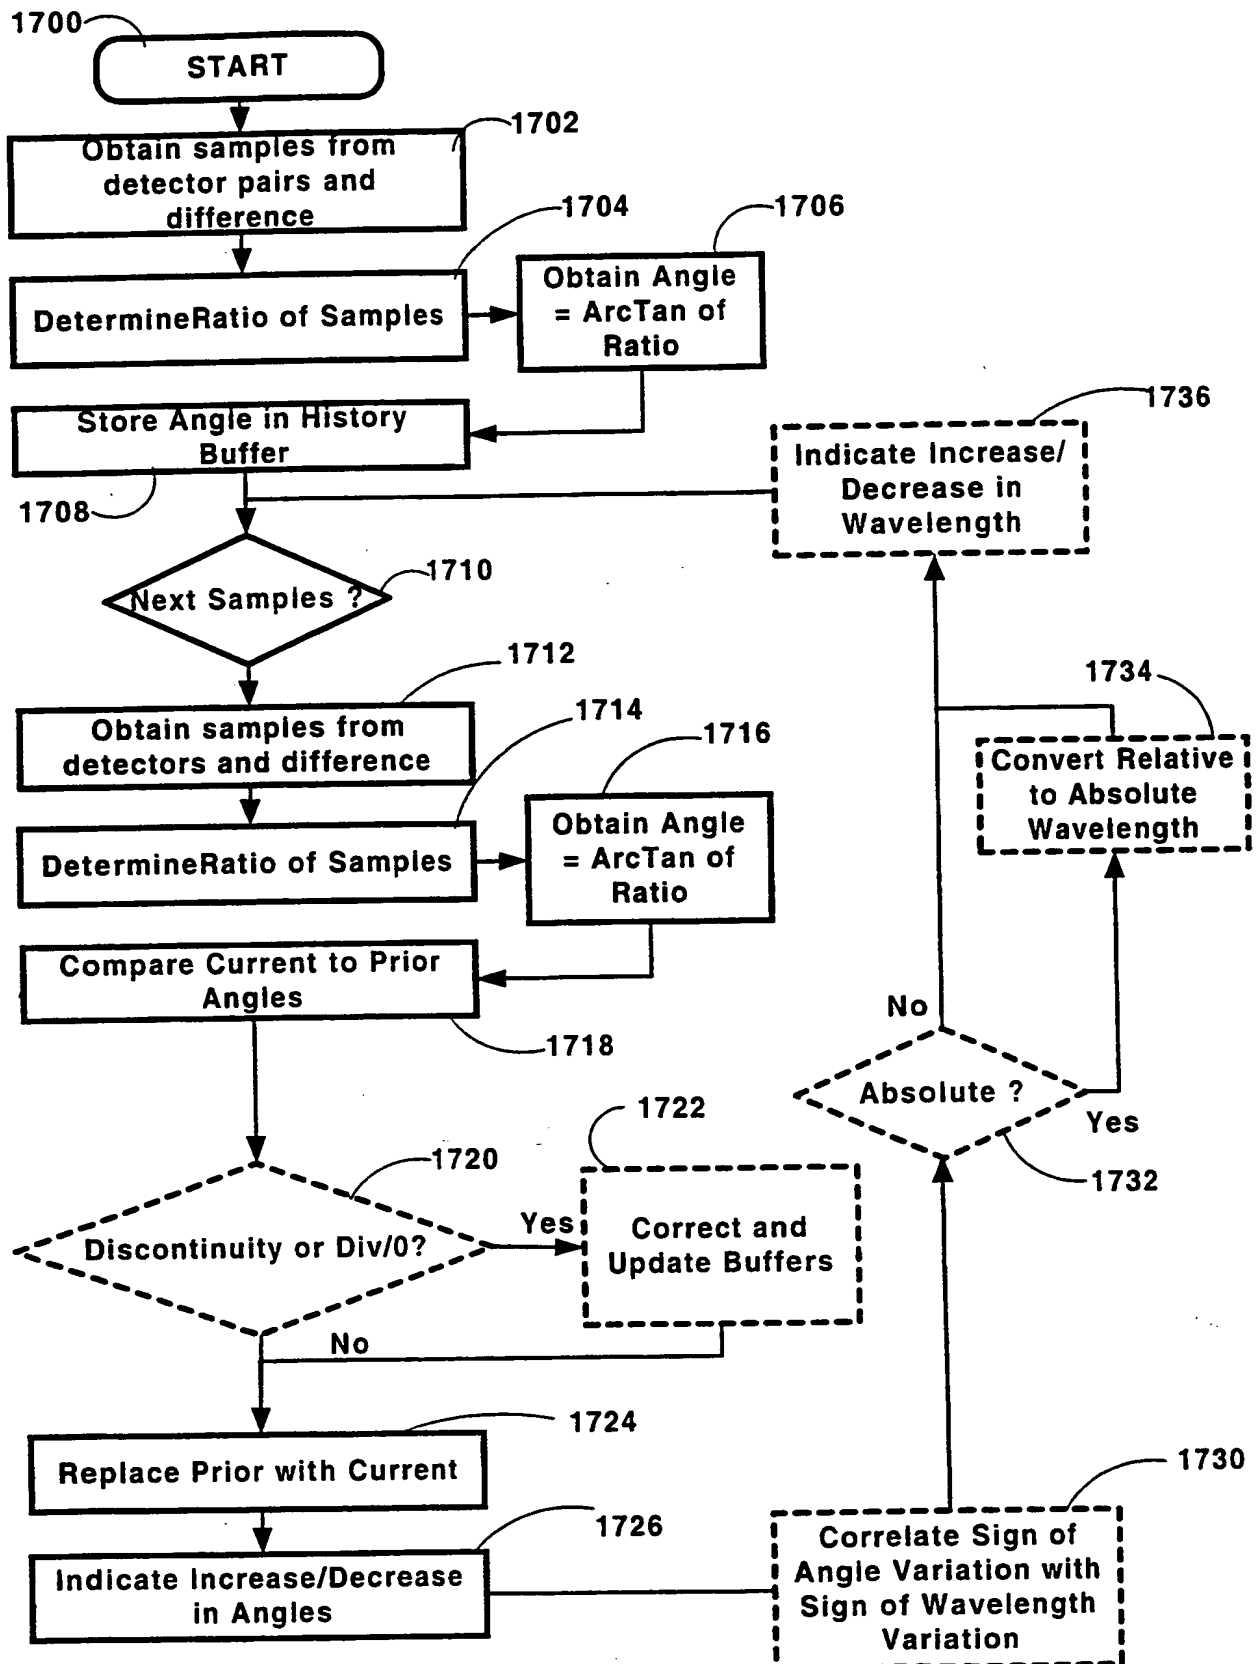 1700
START
1702
Obtain samples from
detector pairs and
difference
1704
1706
DetermineRatio of Samples
Obtain Angle
= ArcTan of
Ratio
Store Angle in History
Buffer
1708
1736
Indicate Increase/
Decrease in
Wavelength
1710
Next Samples ?
1712
Obtain samples from
detectors and difference
1714
1716
DetermineRatio of Samples
Obtain Angle
= ArcTan of
Ratio
1734
Convert Relative
to Absolute
Wavelength
Compare Current to Prior
Angles
1718
No
Absolute ?
Yes
1732
1720
Discontinuity or Div/0?
Yes
1722
Correct and
Update Buffers
No
1724
Replace Prior with Current
1726
Indicate Increase/Decrease
in Angles
1730
Correlate Sign of
Angle Variation with
Sign of Wavelength
Variation